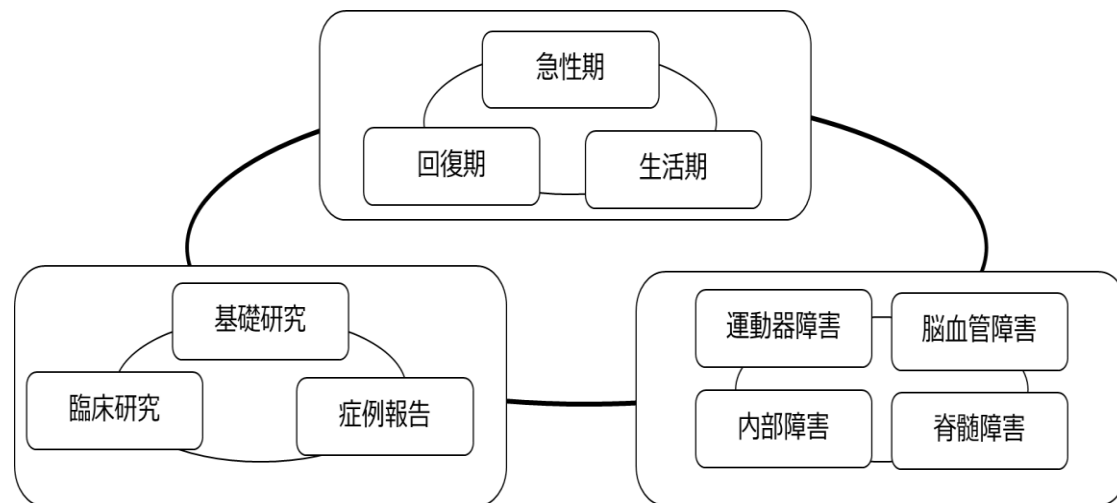 急性期
回復期
生活期
基礎研究
臨床研究
症例報告
運動器障害
脳血管障害
内部障害
脊髄障害